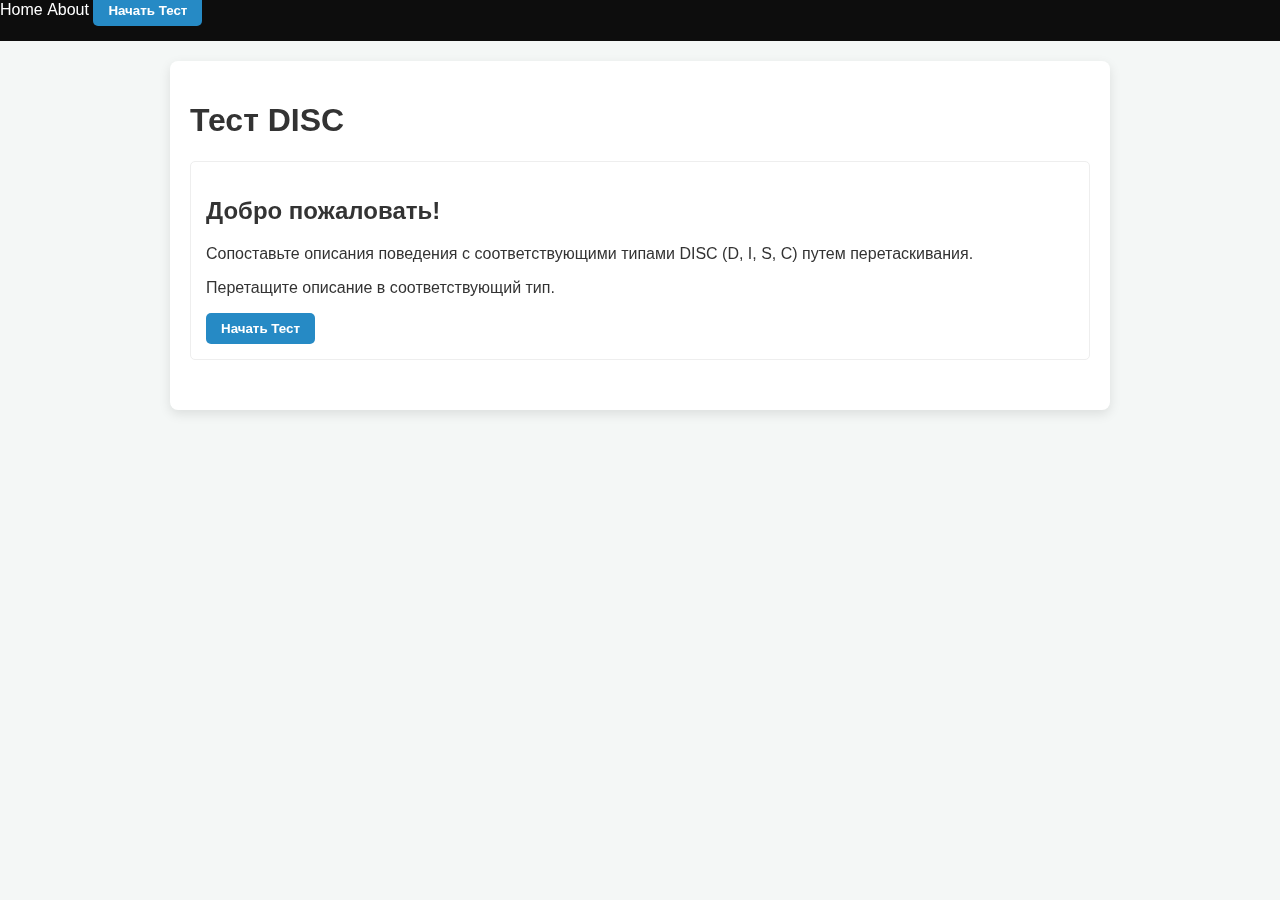 Home About Начать Тест
Тест DISC
Добро пожаловать!
Сопоставьте описания поведения с соответствующими типами DISC (D, I, S, C) путем перетаскивания.
Перетащите описание в соответствующий тип.
Начать Тест